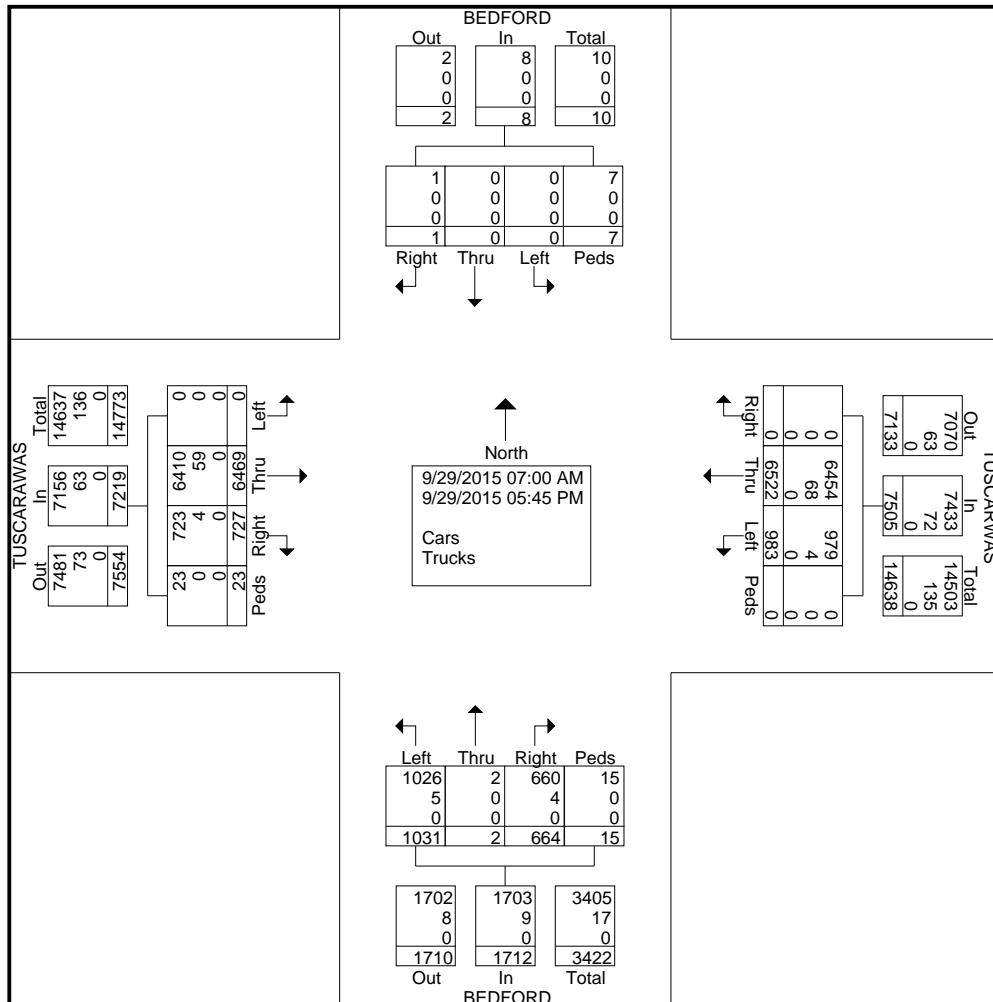 BEDFORD
Out In Total
2 8 10
0 0 0
0 0 0
2 8 10
1 0 0 7
0 0 0 0
0 0 0 0
1 0 0 7
Right Thru Left Peds
TUSCARAWAS
Total In Out
14637 7156 7481
136 63 73
0 0 0
14773 7219 7554
Left Thru Right Peds
0 6410 723 23
0 59 4 0
0 0 0 0
0 6469 727 23
North
9/29/2015 07:00 AM
9/29/2015 05:45 PM
Cars
Trucks
Right Thru Left Peds
0 6454 979 0
0 68 4 0
0 0 0 0
0 6522 983 0
TUSCARWAS
Out In Total
7070 7433 14503
63 72 135
0 0 0
7133 7505 14638
Left Thru Right Peds
1026 2 660 15
5 0 4 0
0 0 0 0
1031 2 664 15
1702 1703 3405
8 9 17
0 0 0
1710 1712 3422
Out In Total
BEDFORD